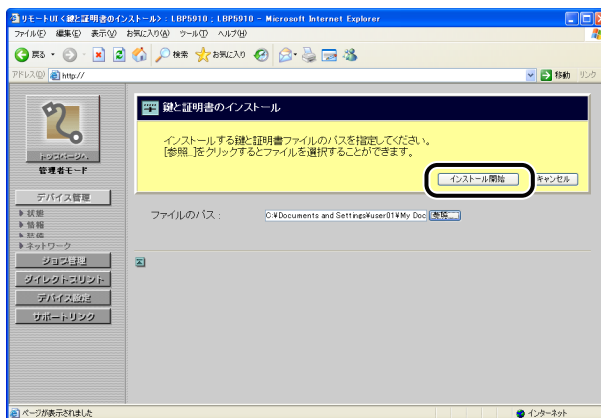 リモートUI <鍵と証明書のインストール> : LBP5910 ; LBP5910 - Microsoft Internet Explorer
ファイル(F) 編集(E) 表示(V) お気に入り(A) ツール(T) ヘルプ(H)
戻る 検索 お気に入り
アドレス(D) http:// 移動 リンク
鍵と証明書のインストール
インストールする鍵と証明書ファイルのパスを指定してください。
[参照...]をクリックするとファイルを選択することができます。
インストール開始 キャンセル
ファイルのパス : C:¥Documents and Settings¥user01¥My Doc 参照...
トップページへ
管理者モード
デバイス管理
状態
情報
ネットワーク
ジョブ管理
ダイレクトプリント
デバイス設定
サポートリンク
ページが表示されました インターネット